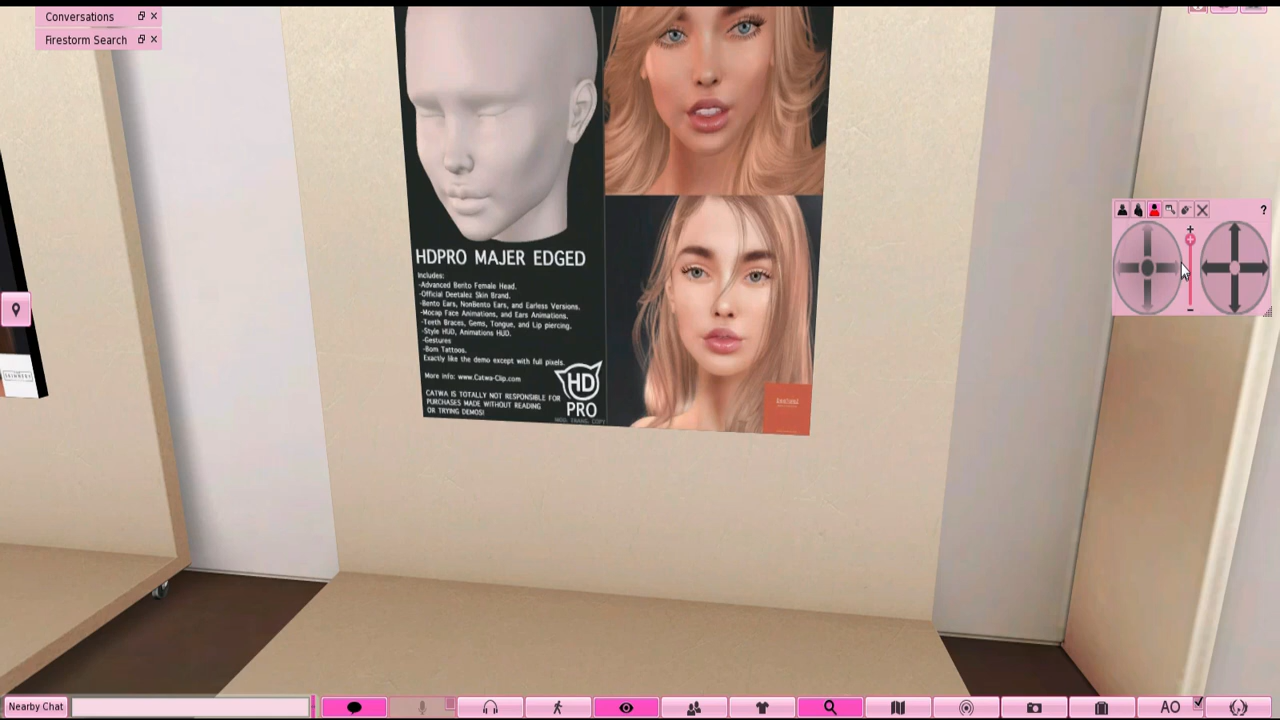 Conversations
Firestorm Search
?
HDPRO MAJER EDGED
Includes:
-Advanced Bento Female Head.
-Official Deetalez Skin Brand.
-Bento Ears, NonBento Ears, and Earless Versions.
-Mocap Face Animations, and Ears Animations.
-Teeth Braces, Gems, Tongue, and Lip piercing.
-Style HUD, Animations HUD.
-Gestures
-Bom Tattoos.
Exactly like the demo except with full pixels.
More info: www.Catwa-Clip.com
CATWA IS TOTALLY NOT RESPONSIBLE FOR
PURCHASES MADE WITHOUT READING
OR TRYING DEMOS!
HD
PRO
MOD TRANS COPY
Nearby Chat
AO